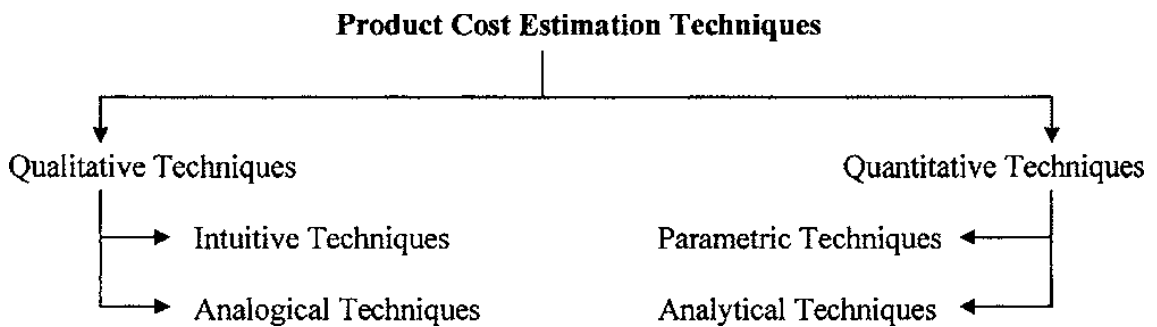 Product Cost Estimation Techniques
Qualitative Techniques
Quantitative Techniques
Intuitive Techniques
Parametric Techniques
Analogical Techniques
Analytical Techniques